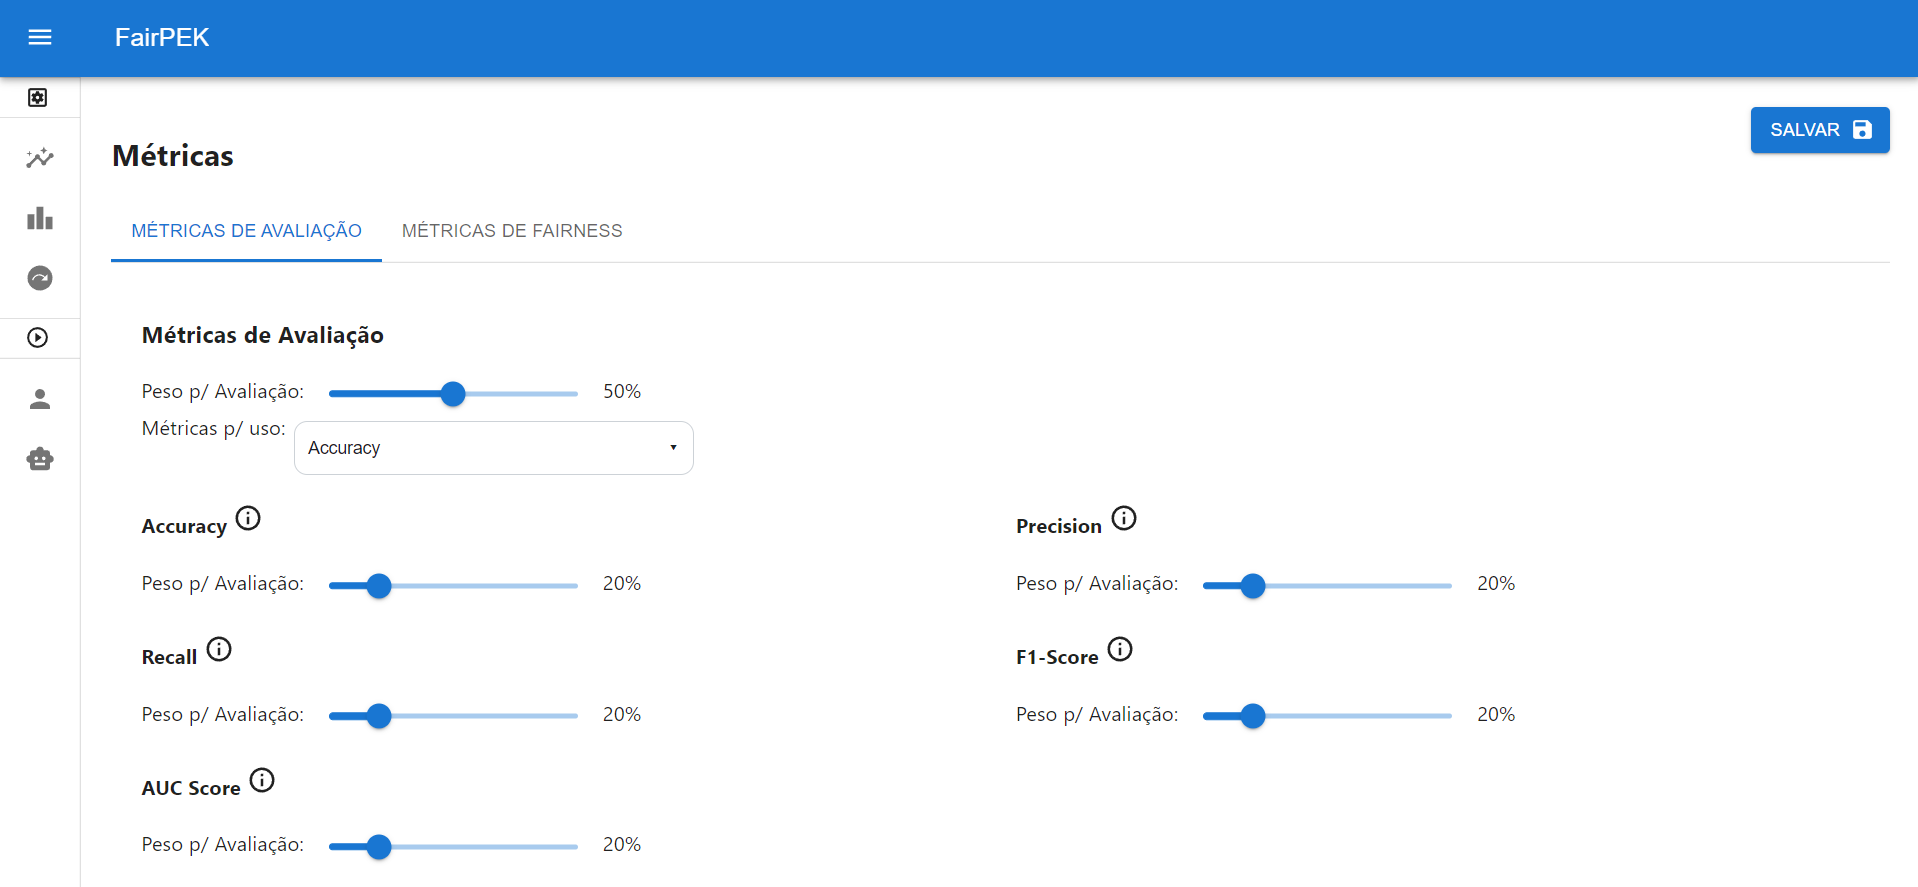 FairPEK
SALVAR
Métricas
MÉTRICAS DE AVALIAÇÃO MÉTRICAS DE FAIRNESS
Métricas de Avaliação
Peso p/ Avaliação: 50%
Métricas p/ uso: Accuracy
Accuracy
Peso p/ Avaliação: 20%
Precision
Peso p/ Avaliação: 20%
Recall
Peso p/ Avaliação: 20%
F1-Score
Peso p/ Avaliação: 20%
AUC Score
Peso p/ Avaliação: 20%